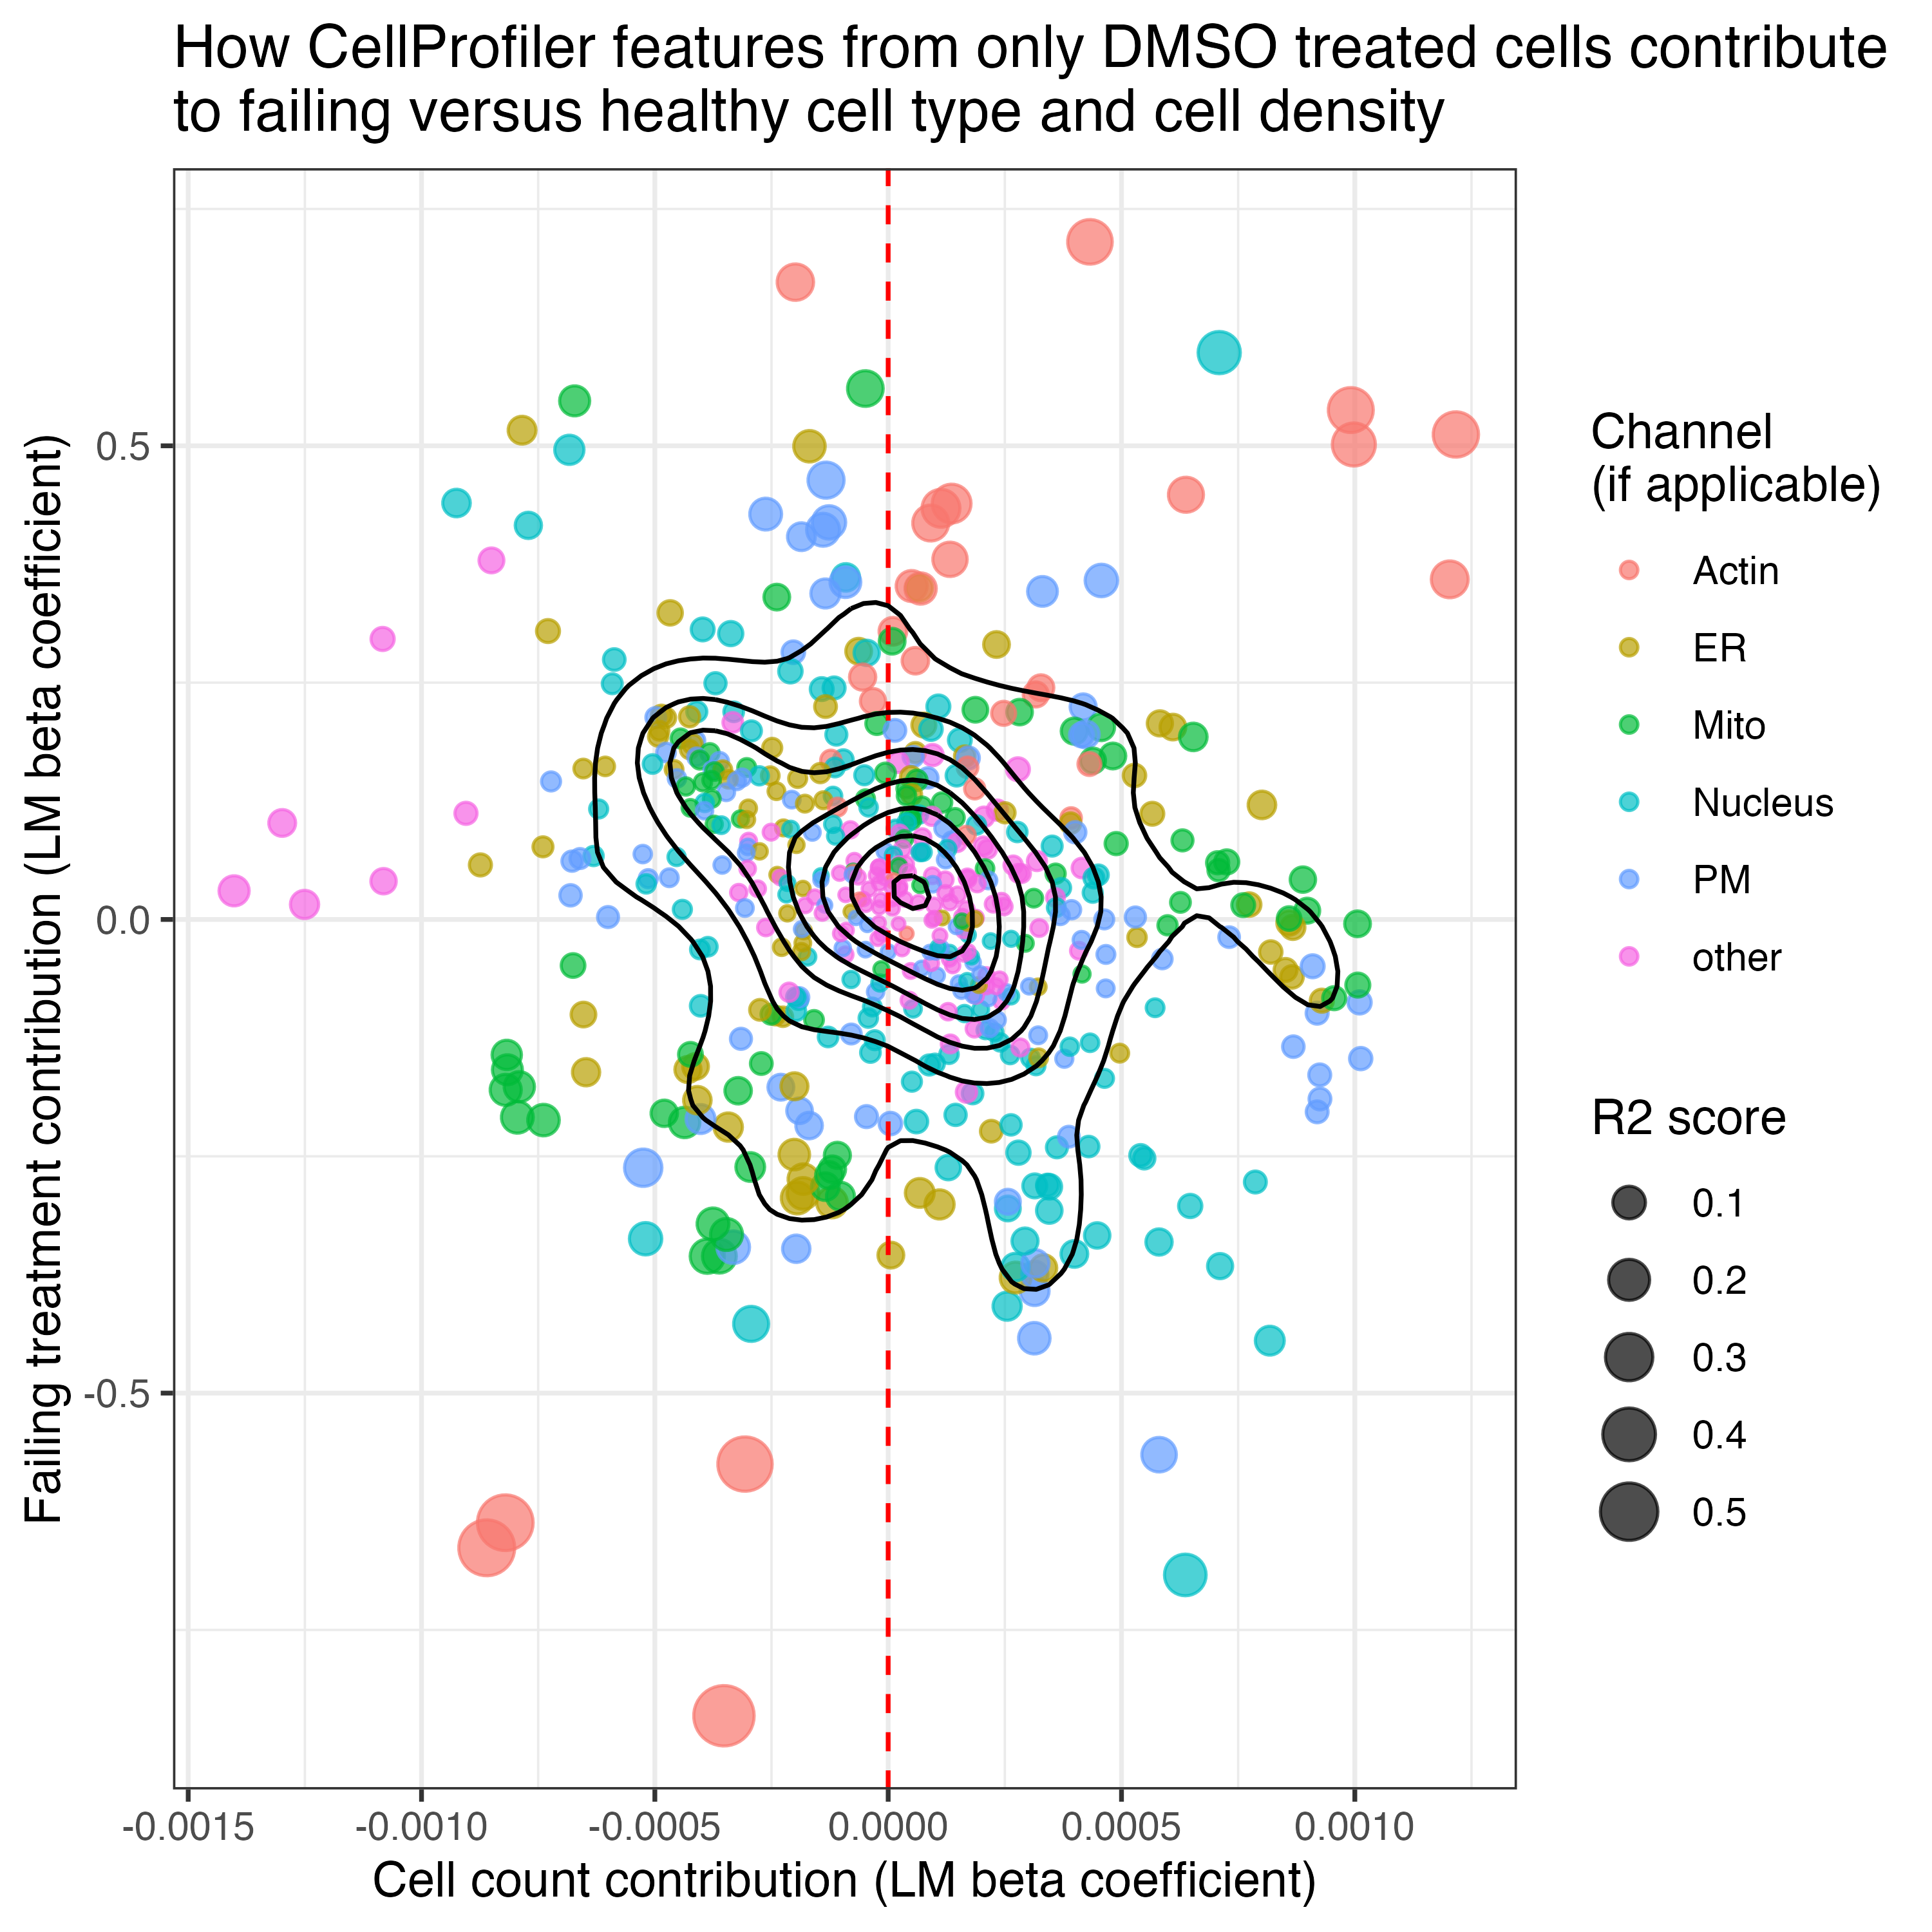 How CellProfiler features from only DMSO treated cells contribute
to failing versus healthy cell type and cell density
Failing treatment contribution (LM beta coefficient)
0.5
0.0
-0.5
-0.0015
-0.0010
-0.0005
0.0000
0.0005
0.0010
Cell count contribution (LM beta coefficient)
Channel
(if applicable)
Actin
ER
Mito
Nucleus
PM
other
R2 score
0.1
0.2
0.3
0.4
0.5